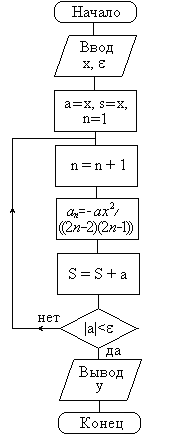 Начало
Ввод
x, ε
a=x, s=x,
n=1
n = n + 1
aₙ=-ax²/
((2n-2)(2n-1))
S = S + a
нет
|a|<ε
да
Вывод
y
Конец